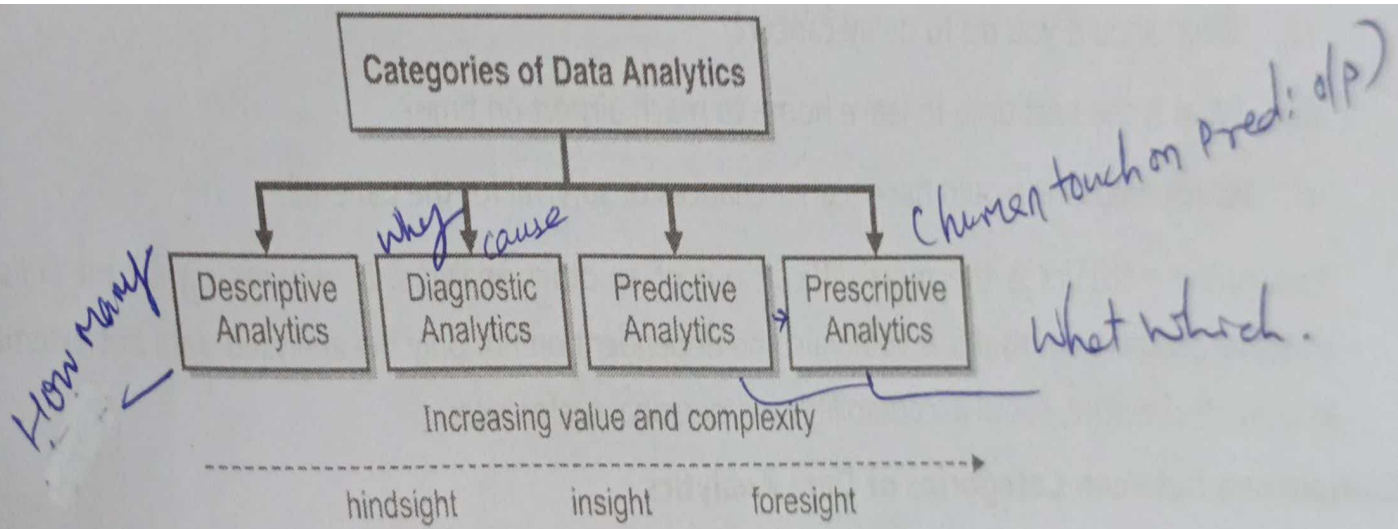 Categories of Data Analytics
(human touch on Pred: o/p)
why cause
How many
Descriptive
Analytics
Diagnostic
Analytics
Predictive
Analytics
Prescriptive
Analytics
What which.
Increasing value and complexity
hindsight insight foresight